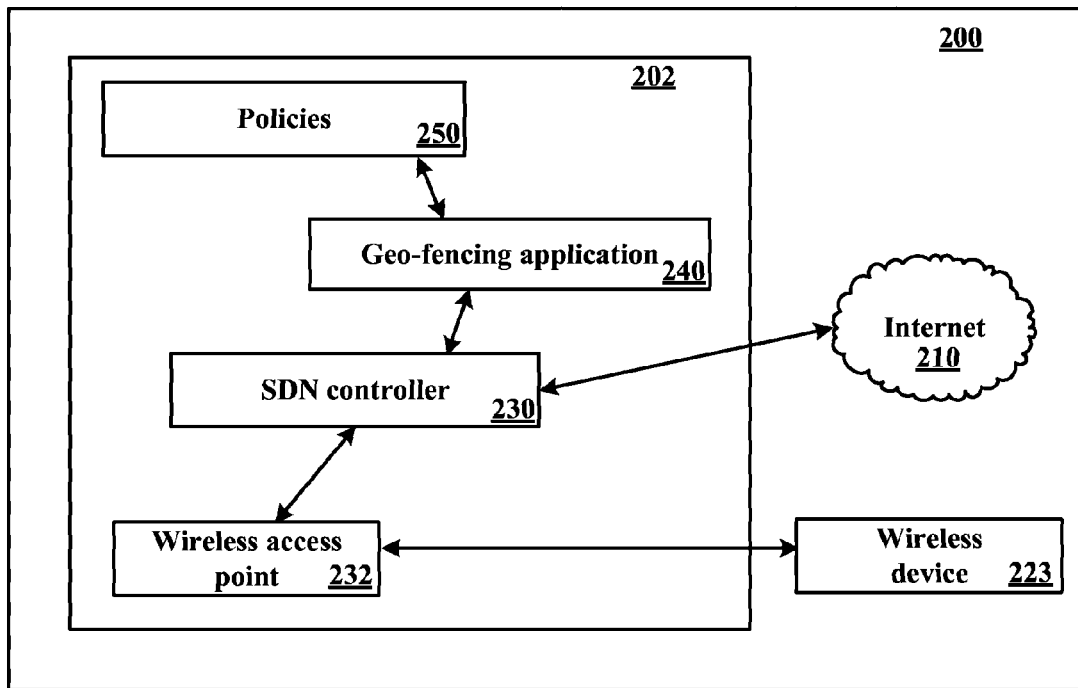 200
202
Policies
250
Geo-fencing application
240
Internet
210
SDN controller
230
Wireless access
point 232
Wireless
device 223